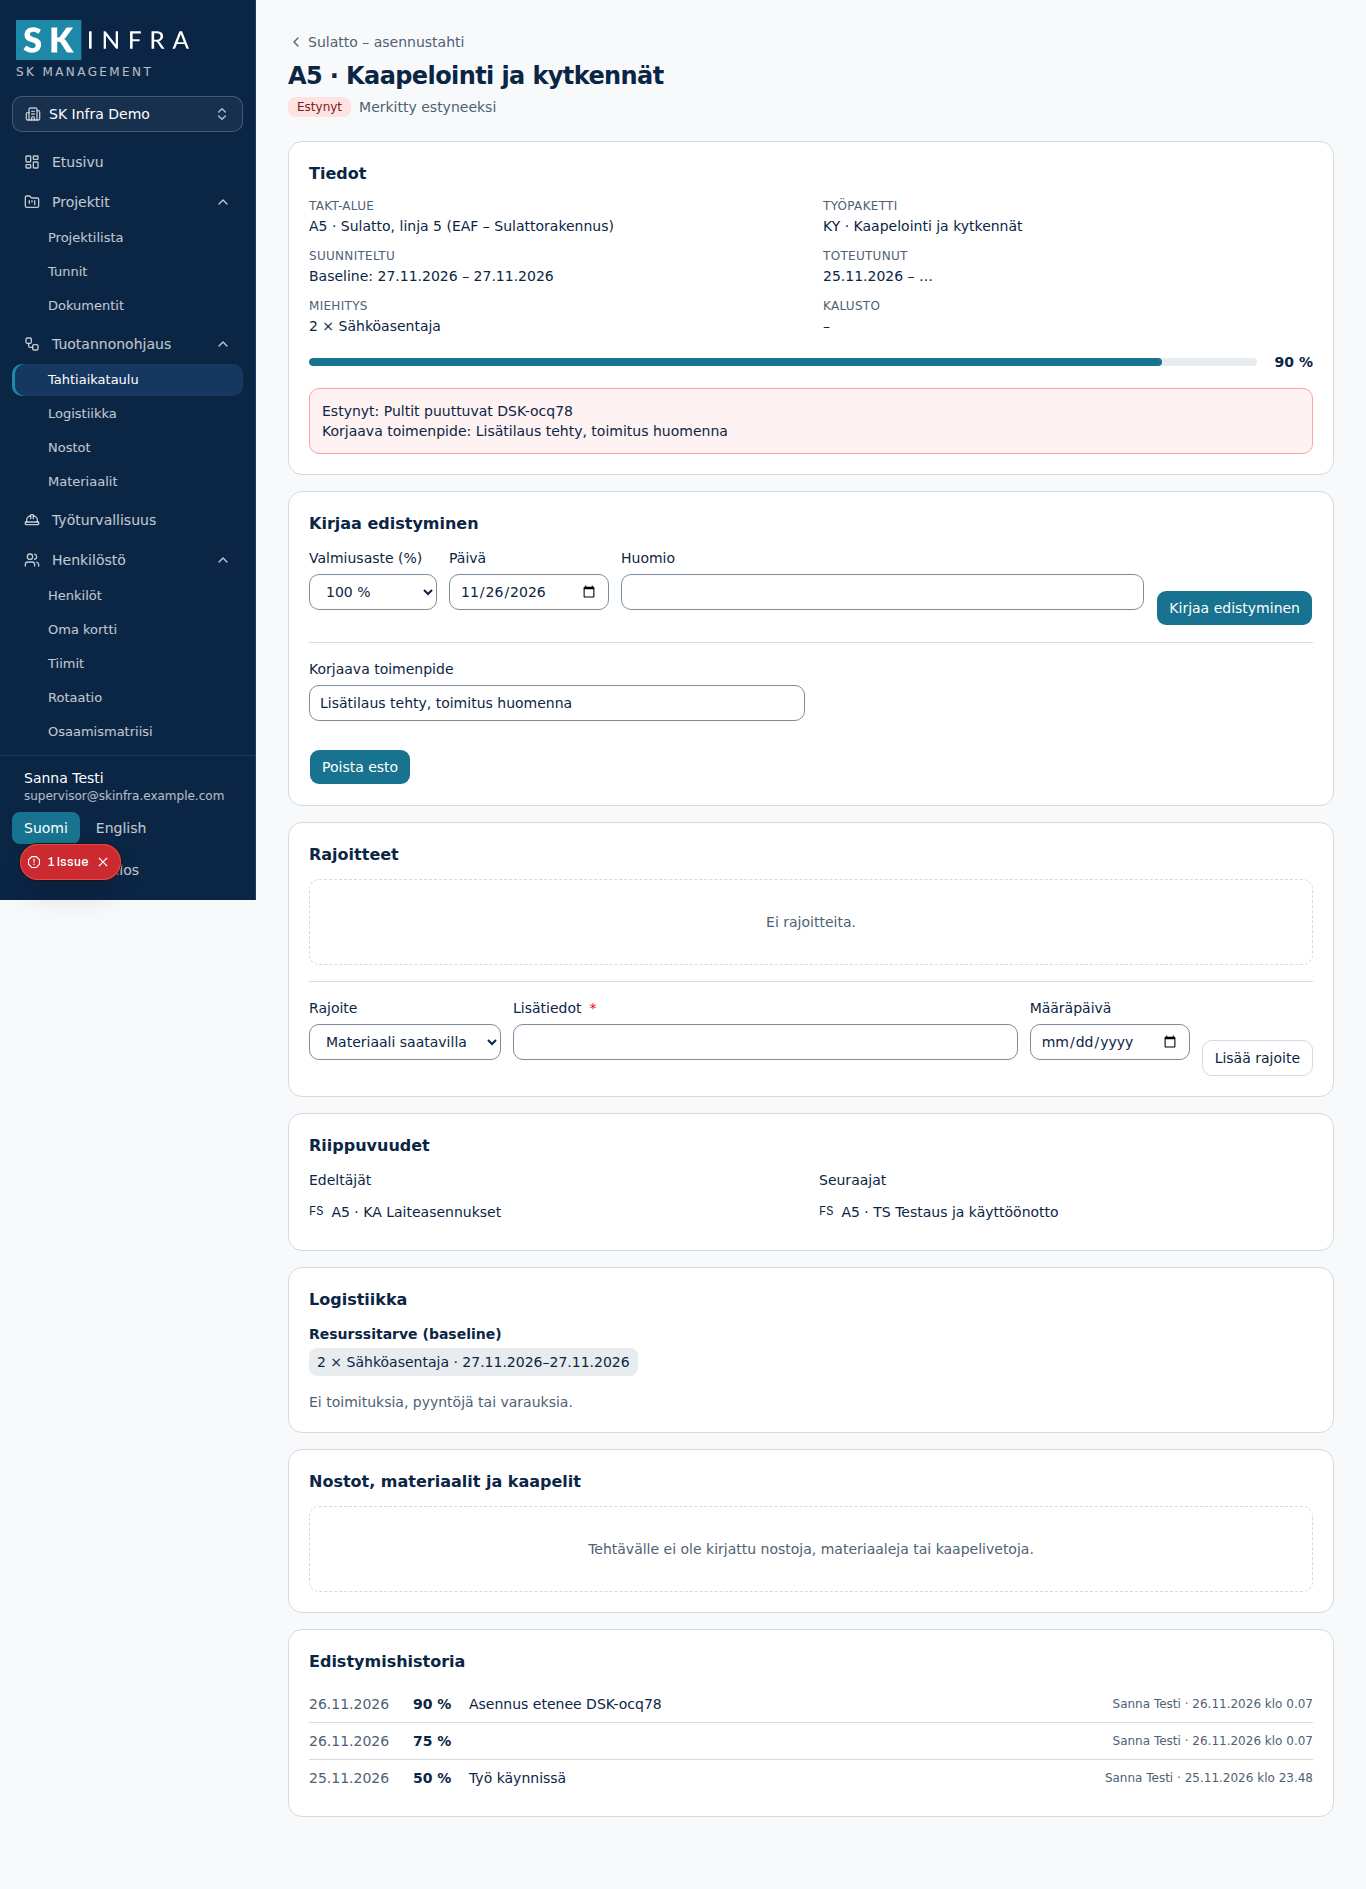 SK INFRA
SK MANAGEMENT
SK Infra Demo
Etusivu
Projektit
Projektilista
Tunnit
Dokumentit
Tuotannonohjaus
Tahtiaikataulu
Logistiikka
Nostot
Materiaalit
Työturvallisuus
Henkilöstö
Henkilöt
Oma kortti
Tiimit
Rotaatio
Osaamismatriisi
Sanna Testi
supervisor@skinfra.example.com
Suomi English
1 Issue
Sulatto – asennustahti
A5 · Kaapelointi ja kytkennät
Estynyt Merkitty estyneeksi
Tiedot
TAKT-ALUE
A5 · Sulatto, linja 5 (EAF – Sulattorakennus)
TYÖPAKETTI
KY · Kaapelointi ja kytkennät
SUUNNITELTU
Baseline: 27.11.2026 – 27.11.2026
TOTEUTUNUT
25.11.2026 – ...
MIEHITYS
2 × Sähköasentaja
KALUSTO
–
90 %
Estynyt: Pultit puuttuvat DSK-ocq78
Korjaava toimenpide: Lisätilaus tehty, toimitus huomenna
Kirjaa edistyminen
Valmiusaste (%) Päivä Huomio
100 % 11/26/2026 Kirjaa edistyminen
Korjaava toimenpide
Lisätilaus tehty, toimitus huomenna
Poista esto
Rajoitteet
Ei rajoitteita.
Rajoite Lisätiedot * Määräpäivä
Materiaali saatavilla mm/dd/yyyy Lisää rajoite
Riippuvuudet
Edeltäjät
FS A5 · KA Laiteasennukset
Seuraajat
FS A5 · TS Testaus ja käyttöönotto
Logistiikka
Resurssitarve (baseline)
2 × Sähköasentaja · 27.11.2026–27.11.2026
Ei toimituksia, pyyntöjä tai varauksia.
Nostot, materiaalit ja kaapelit
Tehtävälle ei ole kirjattu nostoja, materiaaleja tai kaapelivetoja.
Edistymishistoria
26.11.2026 90 % Asennus etenee DSK-ocq78 Sanna Testi · 26.11.2026 klo 0.07
26.11.2026 75 % Sanna Testi · 26.11.2026 klo 0.07
25.11.2026 50 % Työ käynnissä Sanna Testi · 25.11.2026 klo 23.48